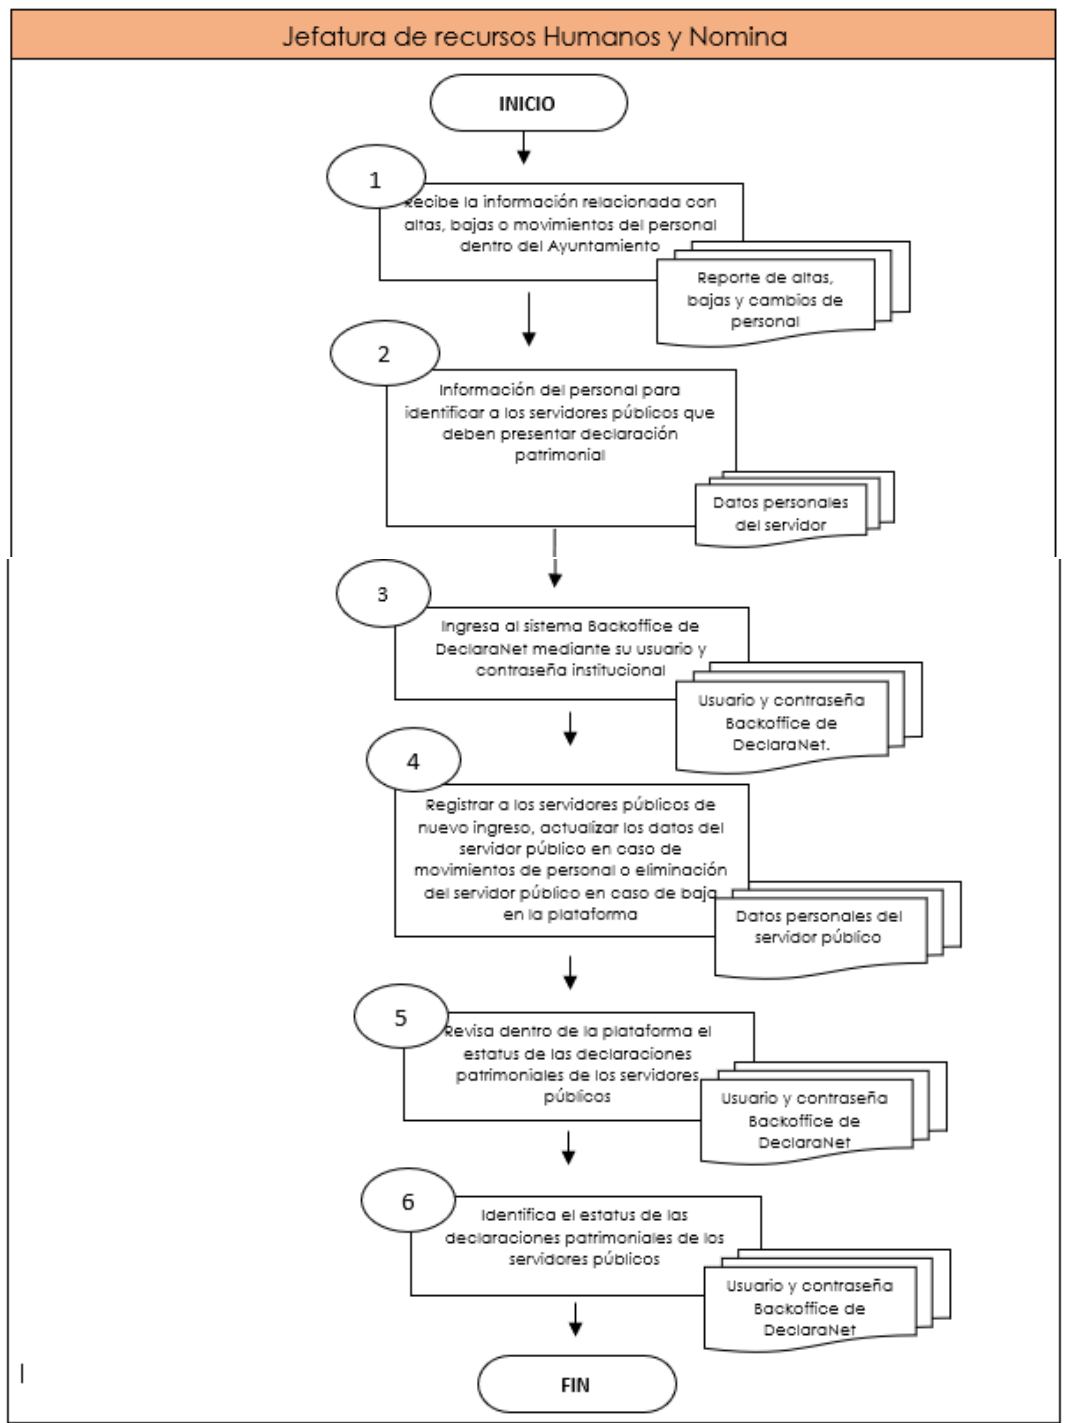 Jefatura de recursos Humanos y Nomina
INICIO
1
Recibe la información relacionada con
altas, bajas o movimientos del personal
dentro del Ayuntamiento
Reporte de altas,
bajas y cambios de
personal
2
Información del personal para
identificar a los servidores públicos que
deben presentar declaración
patrimonial
Datos personales
del servidor
3
Ingresa al sistema Backoffice de
DeclaraNet mediante su usuario y
contraseña institucional
Usuario y contraseña
Backoffice de
DeclaraNet.
4
Registrar a los servidores públicos de
nuevo ingreso, actualizar los datos del
servidor público en caso de
movimientos de personal o eliminación
del servidor público en caso de baja
en la plataforma
Datos personales del
servidor público
5
Revisa dentro de la plataforma el
estatus de las declaraciones
patrimoniales de los servidores
públicos
Usuario y contraseña
Backoffice de
DeclaraNet
6
Identifica el estatus de las
declaraciones patrimoniales de los
servidores públicos
Usuario y contraseña
Backoffice de
DeclaraNet
FIN